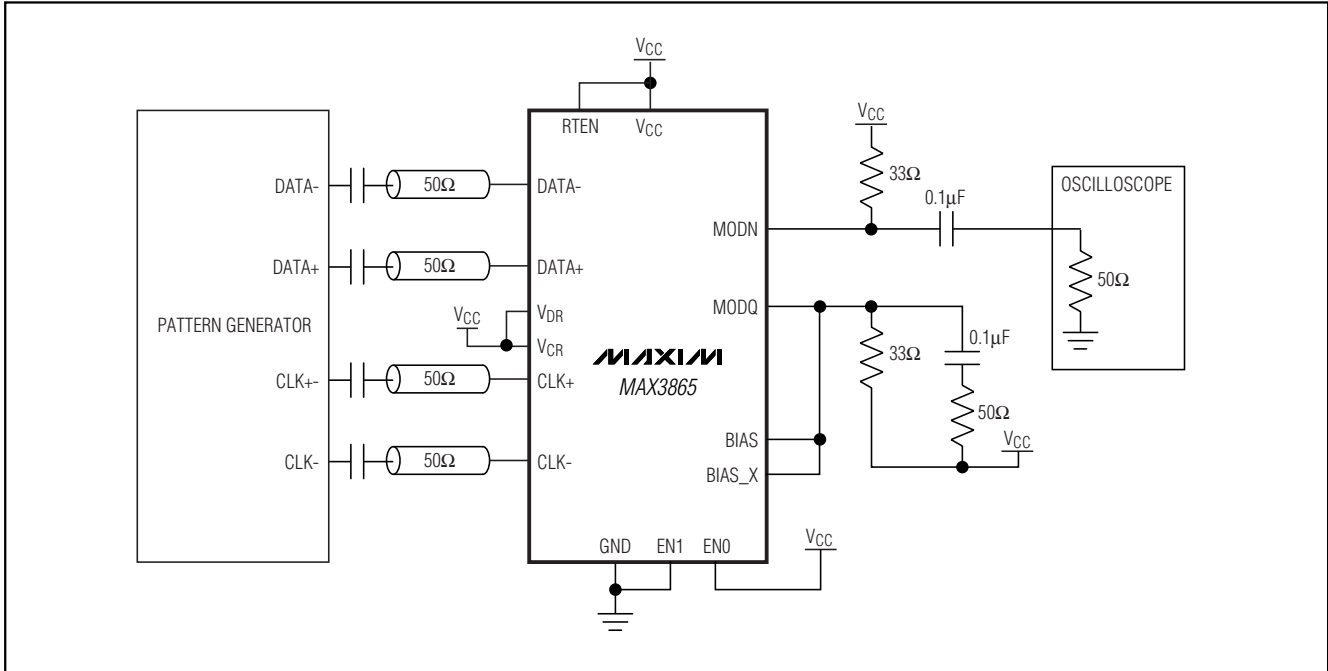 VCC
RTEN
VCC
PATTERN GENERATOR
DATA-
50Ω
DATA-
DATA+
50Ω
DATA+
VCC
VDR
VCR
CLK+-
50Ω
CLK+
CLK-
50Ω
CLK-
MAXIM
MAX3865
MODN
MODQ
BIAS
BIAS_X
GND
EN1
EN0
VCC
VCC
33Ω
0.1µF
OSCILLOSCOPE
50Ω
33Ω
0.1µF
50Ω
VCC